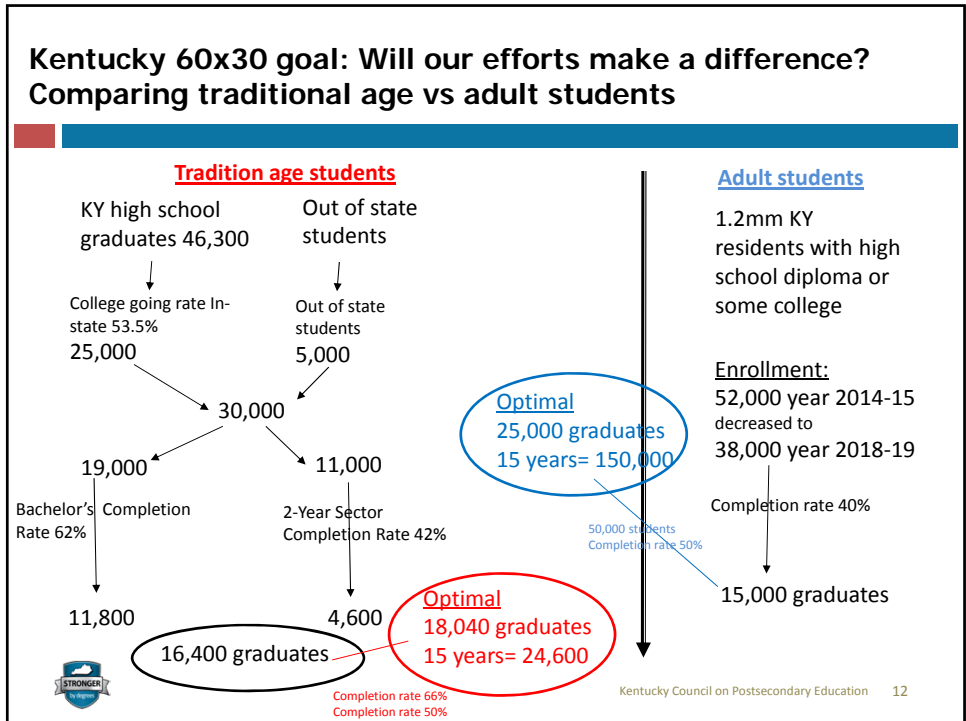 Kentucky 60x30 goal: Will our efforts make a difference?
Comparing traditional age vs adult students
Tradition age students
KY high school
graduates 46,300
Out of state
students
College going rate In-
state 53.5%
25,000
Out of state
students
5,000
30,000
19,000
11,000
Bachelor's Completion
Rate 62%
2-Year Sector
Completion Rate 42%
11,800
4,600
16,400 graduates
Optimal
18,040 graduates
15 years= 24,600
Completion rate 66%
Completion rate 50%
Optimal
25,000 graduates
15 years= 150,000
50,000 students
Completion rate 50%
Adult students
1.2mm KY
residents with high
school diploma or
some college
Enrollment:
52,000 year 2014-15
decreased to
38,000 year 2018-19
Completion rate 40%
15,000 graduates
STRONGER
by degrees
Kentucky Council on Postsecondary Education 12